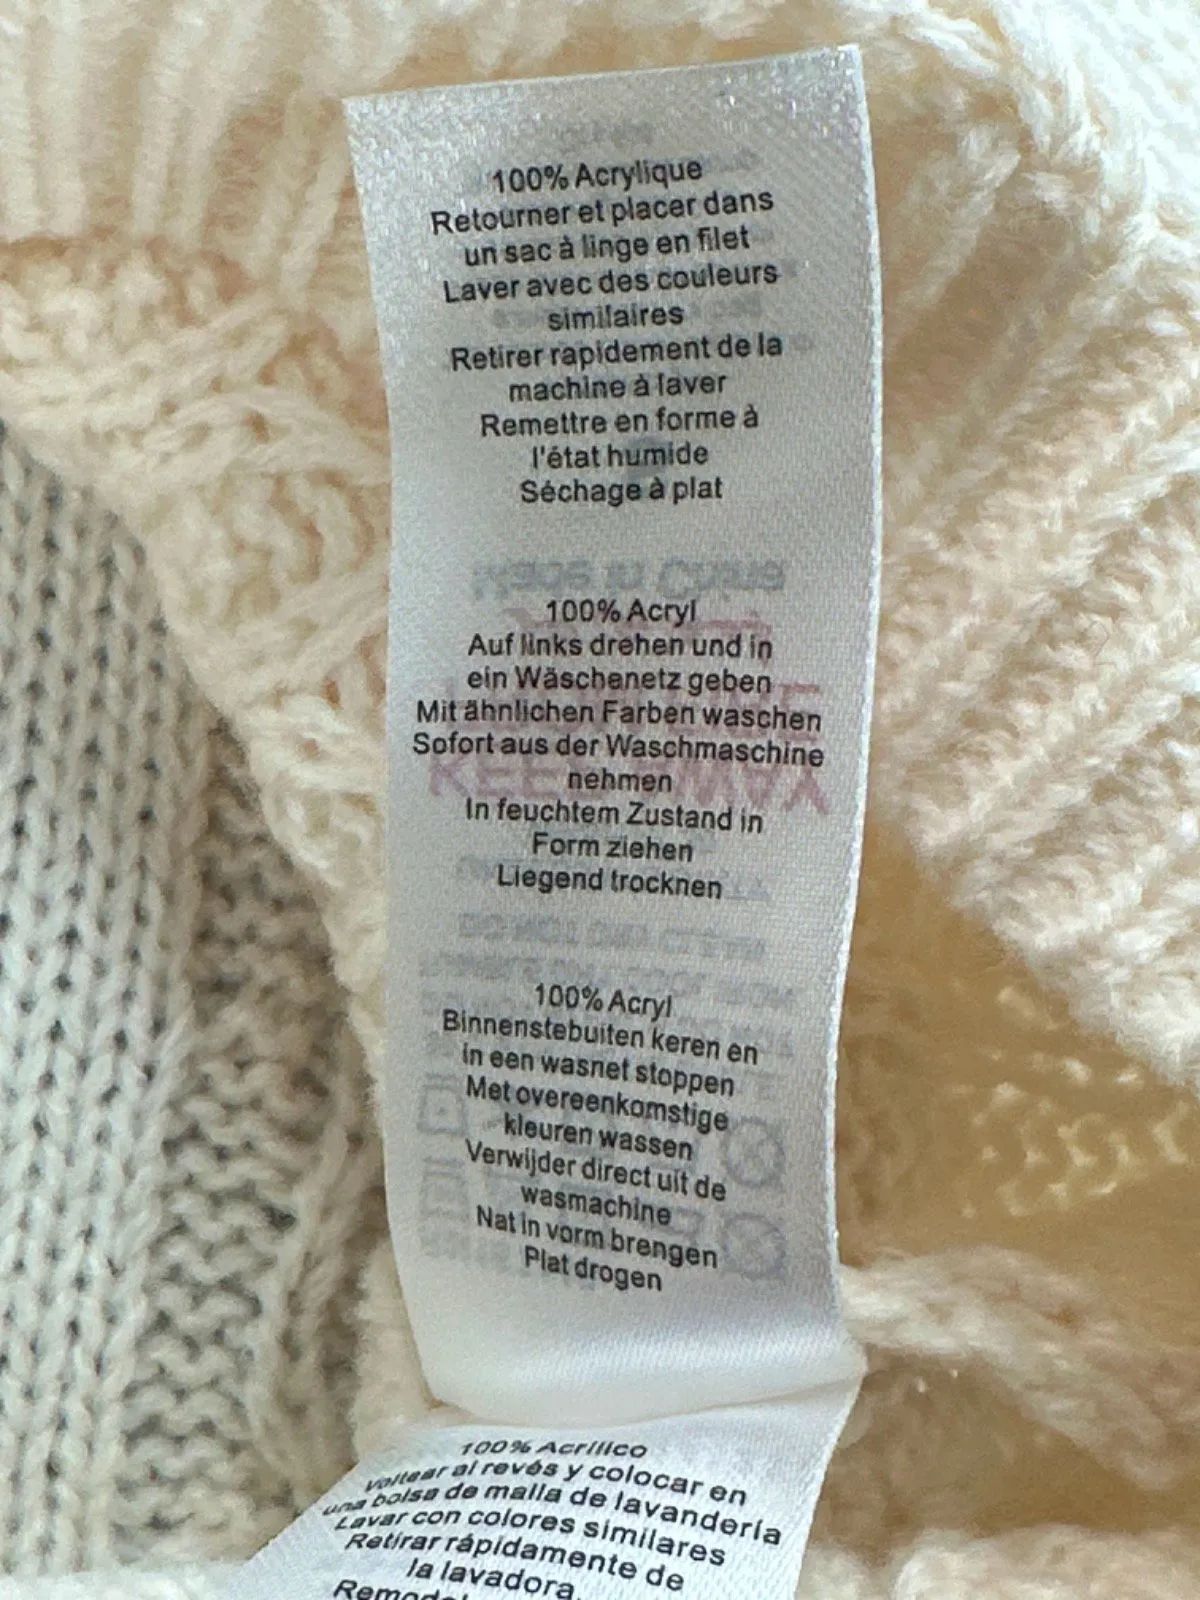 100% Acrylique
Retourner et placer dans
un sac à linge en filet
Laver avec des couleurs
similaires
Retirer rapidement de la
machine à laver
Remettre en forme à
l'état humide
Séchage à plat
100% Acryl
Auf links drehen und in
ein Wäschenetz geben
Mit ähnlichen Farben waschen
Sofort aus der Waschmaschine
nehmen
In feuchtem Zustand in
Form ziehen
Liegend trocknen
100% Acryl
Binnenstebuiten keren en
in een wasnet stoppen
Met overeenkomstige
kleuren wassen
Verwijder direct uit de
wasmachine
Nat in vorm brengen
Plat drogen
100% Acrílico
Voltear al revés y colocar en
una bolsa de malla de lavandería
Lavar con colores similares
Retirar rápidamente de
la lavadora